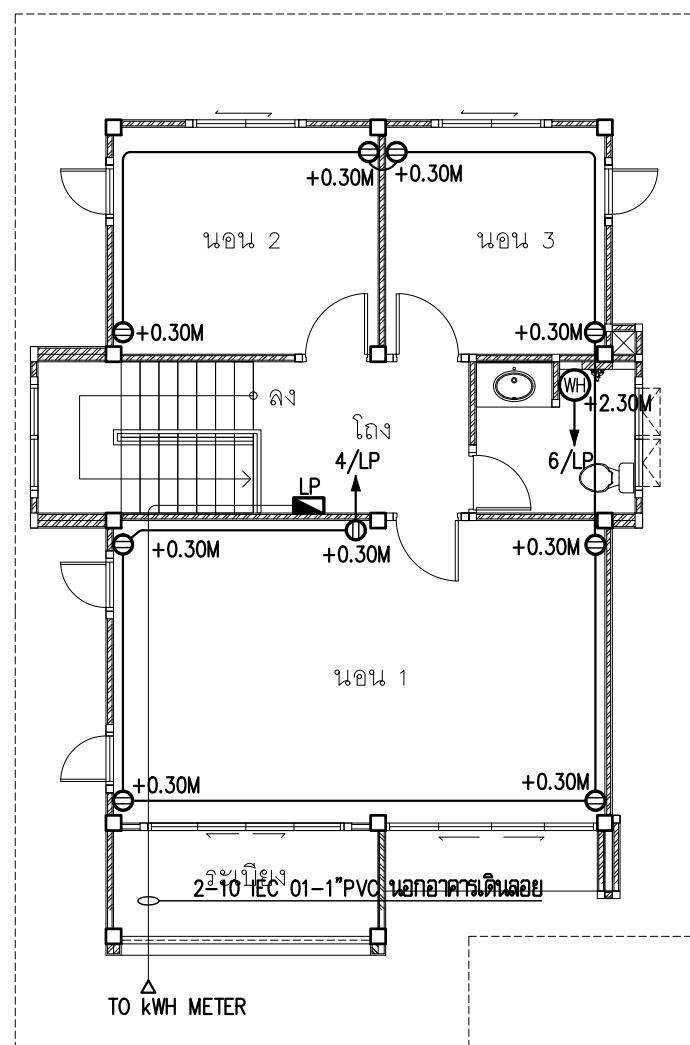 +0.30M +0.30M
นอน 2
นอน 3
+0.30M
+0.30M
WH
+2.30M
ลง
โถง
4/LP
6/LP
LP
+0.30M
+0.30M
+0.30M
นอน 1
+0.30M
+0.30M
ระเบียง
2-10 IEC 01-1"PVC นอกอาคารเดินลอย
TO kWH METER